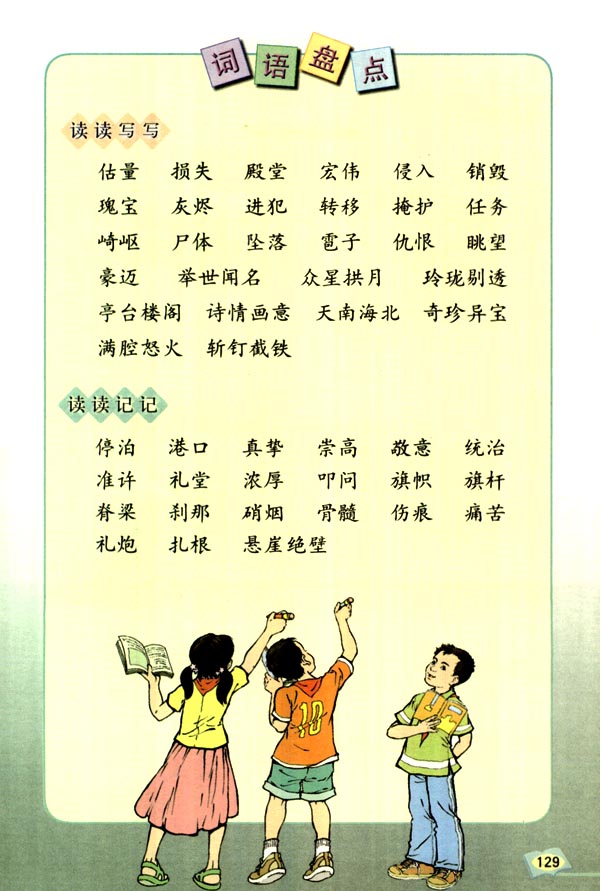 词语盘点
读读写写
估量 损失 殿堂 宏伟 侵入 销毁
瑰宝 灰烬 进犯 转移 掩护 任务
崎岖 尸体 坠落 雹子 仇恨 眺望
豪迈 举世闻名 众星拱月 玲珑剔透
亭台楼阁 诗情画意 天南海北 奇珍异宝
满腔怒火 斩钉截铁
读读记记
停泊 港口 真挚 崇高 敬意 统治
准许 礼堂 浓厚 叩问 旗帜 旗杆
脊梁 刹那 硝烟 骨髓 伤痕 痛苦
礼炮 扎根 悬崖绝壁
10
129